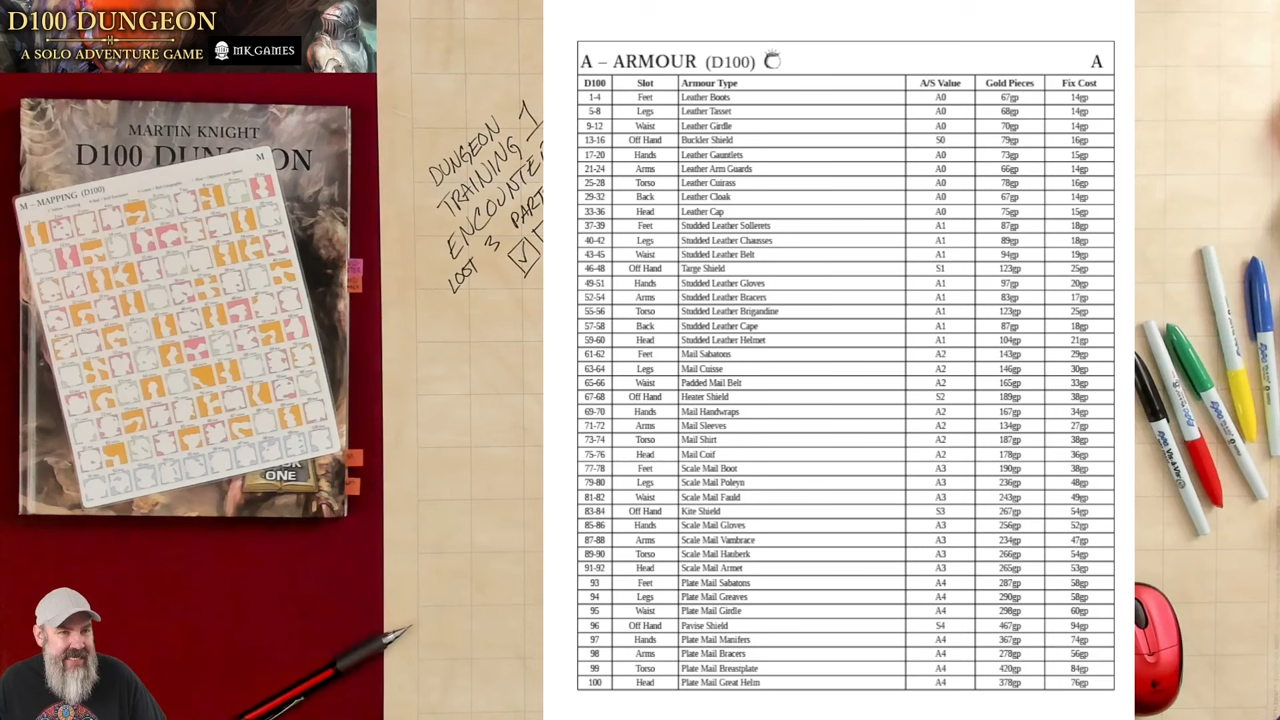 D100 DUNGEON
A SOLO ADVENTURE GAME
MK.GAMES
MARTIN KNIGHT
D100 DUNGEON
M
M – MAPPING (D100)
ONE
DUNGEON 1
TRAINING
ENCOUNTE
LOST 3 PART
A – ARMOUR (D100) A
D100 Slot Armour Type A/S Value Gold Pieces Fix Cost
1-4 Feet Leather Boots A0 67gp 14gp
5-8 Legs Leather Tasset A0 68gp 14gp
9-12 Waist Leather Girdle A0 70gp 14gp
13-16 Off Hand Buckler Shield S0 79gp 16gp
17-20 Hands Leather Gauntlets A0 73gp 15gp
21-24 Arms Leather Arm Guards A0 66gp 14gp
25-28 Torso Leather Cuirass A0 78gp 16gp
29-32 Back Leather Cloak A0 67gp 14gp
33-36 Head Leather Cap A0 75gp 15gp
37-39 Feet Studded Leather Sollerets A1 87gp 18gp
40-42 Legs Studded Leather Chausses A1 89gp 18gp
43-45 Waist Studded Leather Belt A1 94gp 19gp
46-48 Off Hand Targe Shield S1 123gp 25gp
49-51 Hands Studded Leather Gloves A1 97gp 20gp
52-54 Arms Studded Leather Bracers A1 83gp 17gp
55-56 Torso Studded Leather Brigandine A1 123gp 25gp
57-58 Back Studded Leather Cape A1 87gp 18gp
59-60 Head Studded Leather Helmet A1 104gp 21gp
61-62 Feet Mail Sabatons A2 143gp 29gp
63-64 Legs Mail Cuisse A2 146gp 30gp
65-66 Waist Padded Mail Belt A2 165gp 33gp
67-68 Off Hand Heater Shield S2 189gp 38gp
69-70 Hands Mail Handwraps A2 167gp 34gp
71-72 Arms Mail Sleeves A2 134gp 27gp
73-74 Torso Mail Shirt A2 187gp 38gp
75-76 Head Mail Coif A2 178gp 36gp
77-78 Feet Scale Mail Boot A3 190gp 38gp
79-80 Legs Scale Mail Poleyn A3 236gp 48gp
81-82 Waist Scale Mail Fauld A3 243gp 49gp
83-84 Off Hand Kite Shield S3 267gp 54gp
85-86 Hands Scale Mail Gloves A3 256gp 52gp
87-88 Arms Scale Mail Vambrace A3 234gp 47gp
89-90 Torso Scale Mail Hauberk A3 266gp 54gp
91-92 Head Scale Mail Armet A3 265gp 53gp
93 Feet Plate Mail Sabatons A4 287gp 58gp
94 Legs Plate Mail Greaves A4 290gp 58gp
95 Waist Plate Mail Girdle A4 298gp 60gp
96 Off Hand Pavise Shield S4 467gp 94gp
97 Hands Plate Mail Manifers A4 367gp 74gp
98 Arms Plate Mail Bracers A4 278gp 56gp
99 Torso Plate Mail Breastplate A4 420gp 84gp
100 Head Plate Mail Great Helm A4 378gp 76gp